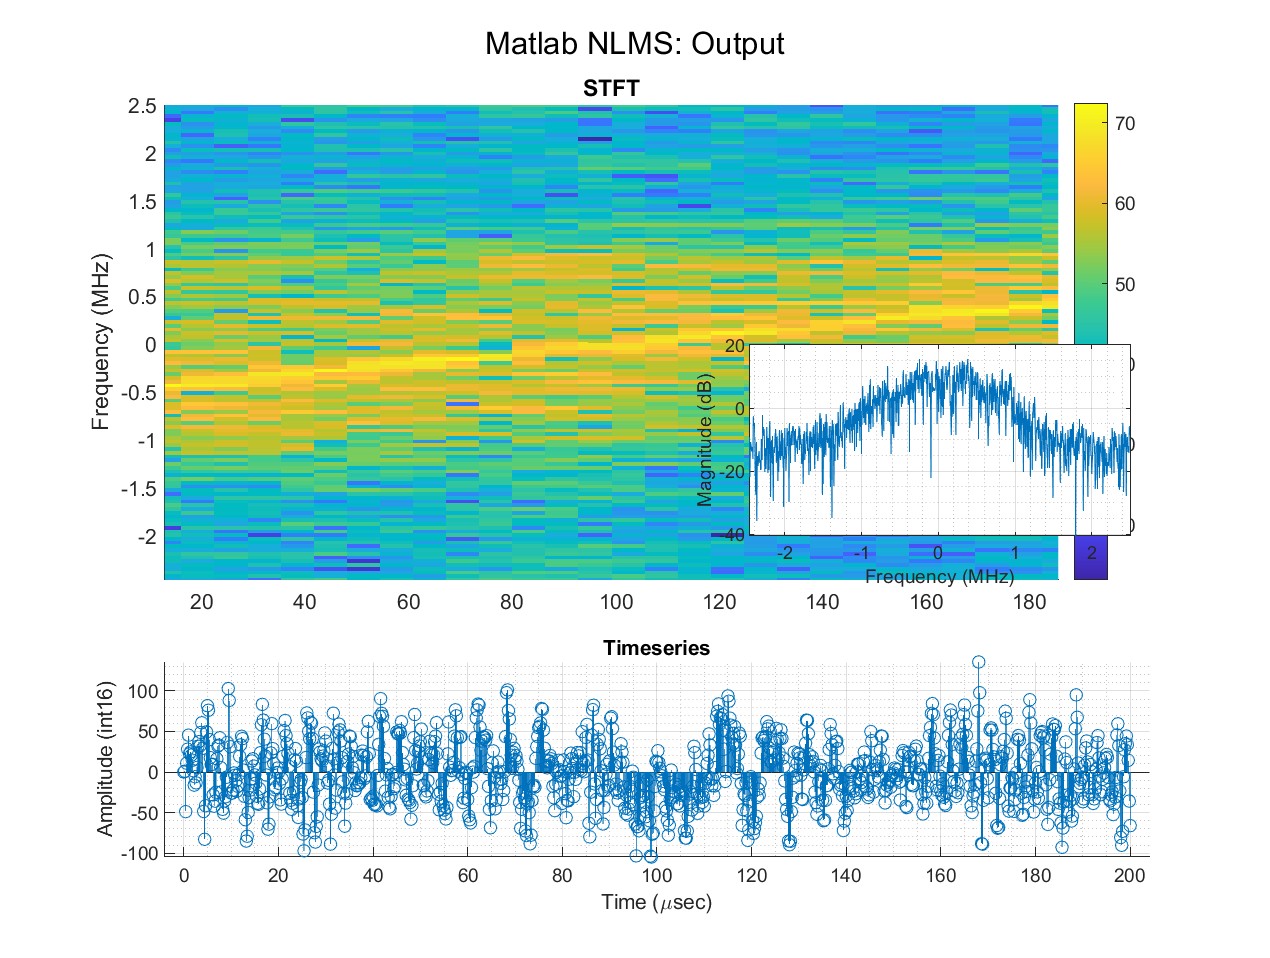 Matlab NLMS: Output
STFT
2.5
2
1.5
1
0.5
0
-0.5
-1
-1.5
-2
Frequency (MHz)
20 40 60 80 100 120 140 160 180
70
60
50
0
0
0
20
0
-20
-40
Magnitude (dB)
-2 -1 0 1 2
Frequency (MHz)
Timeseries
100
50
0
-50
-100
Amplitude (int16)
0 20 40 60 80 100 120 140 160 180 200
Time (μsec)